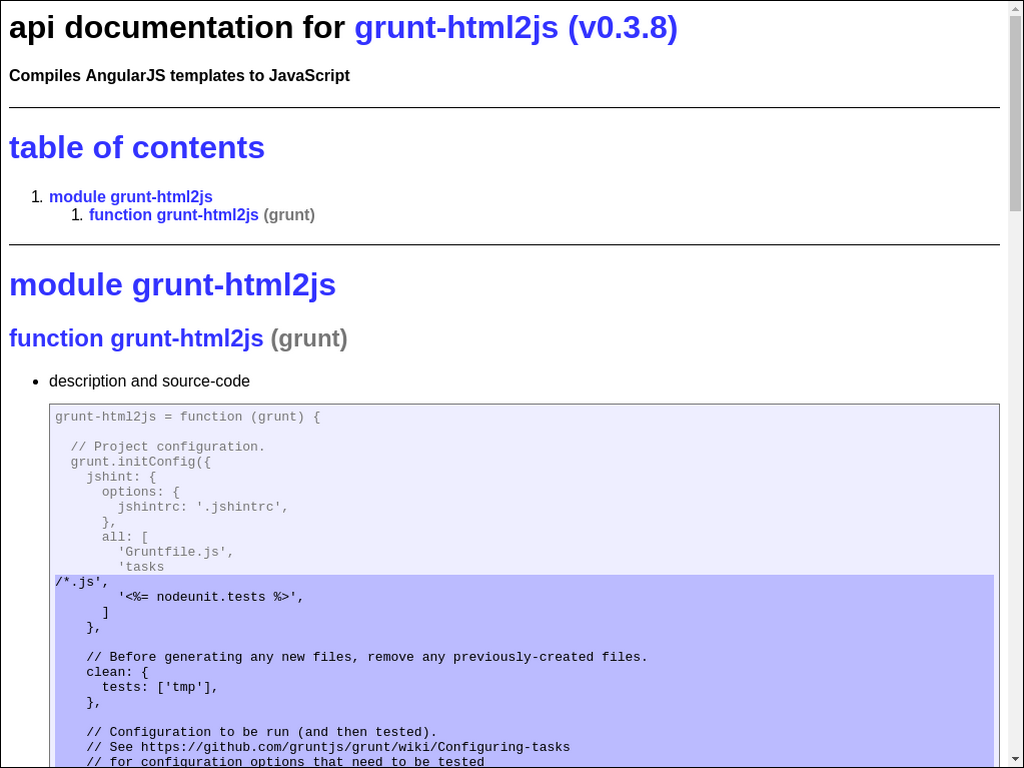 api documentation for grunt-html2js (v0.3.8)
Compiles AngularJS templates to JavaScript
table of contents
1. module grunt-html2js
1. function grunt-html2js (grunt)
module grunt-html2js
function grunt-html2js (grunt)
• description and source-code
grunt-html2js = function (grunt) {
  // Project configuration.
  grunt.initConfig({
    jshint: {
      options: {
        jshintrc: '.jshintrc',
      },
      all: [
        'Gruntfile.js',
        'tasks
/*.js',
        '<%= nodeunit.tests %>',
      ]
    },
    // Before generating any new files, remove any previously-created files.
    clean: {
      tests: ['tmp'],
    },
    // Configuration to be run (and then tested).
    // See https://github.com/gruntjs/grunt/wiki/Configuring-tasks
    // for configuration options that need to be tested